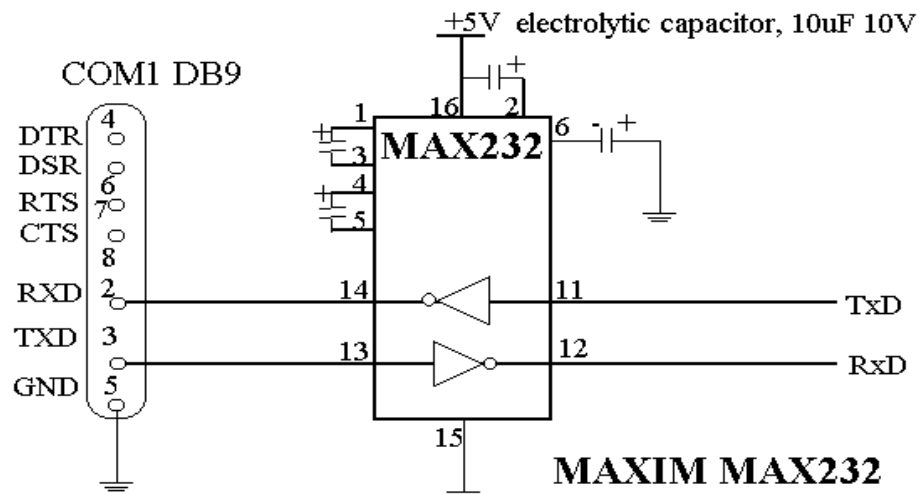 +5V electrolytic capacitor, 10uF 10V
COM1 DB9
+
16
2
1
+
3
4
+
5
MAX232
6
- +
4
DTR
DSR
6
RTS
7
CTS
8
RXD 2
14
11
TxD
TXD 3
13
12
RxD
GND 5
15
MAXIM MAX232